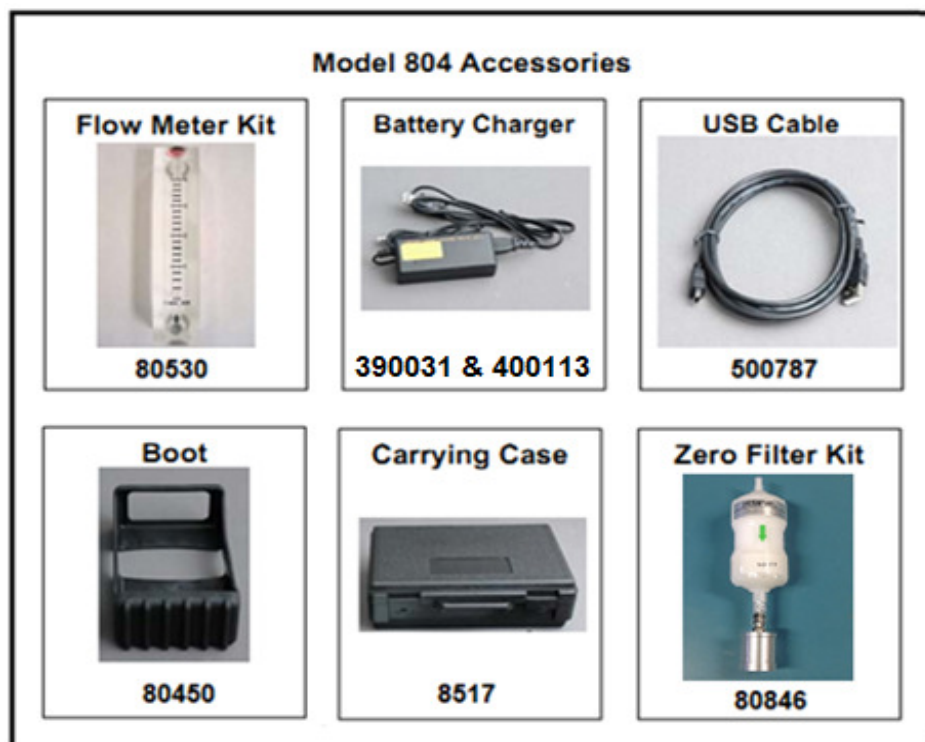 Model 804 Accessories
Flow Meter Kit
80530
Battery Charger
390031 & 400113
USB Cable
500787
Boot
80450
Carrying Case
8517
Zero Filter Kit
80846